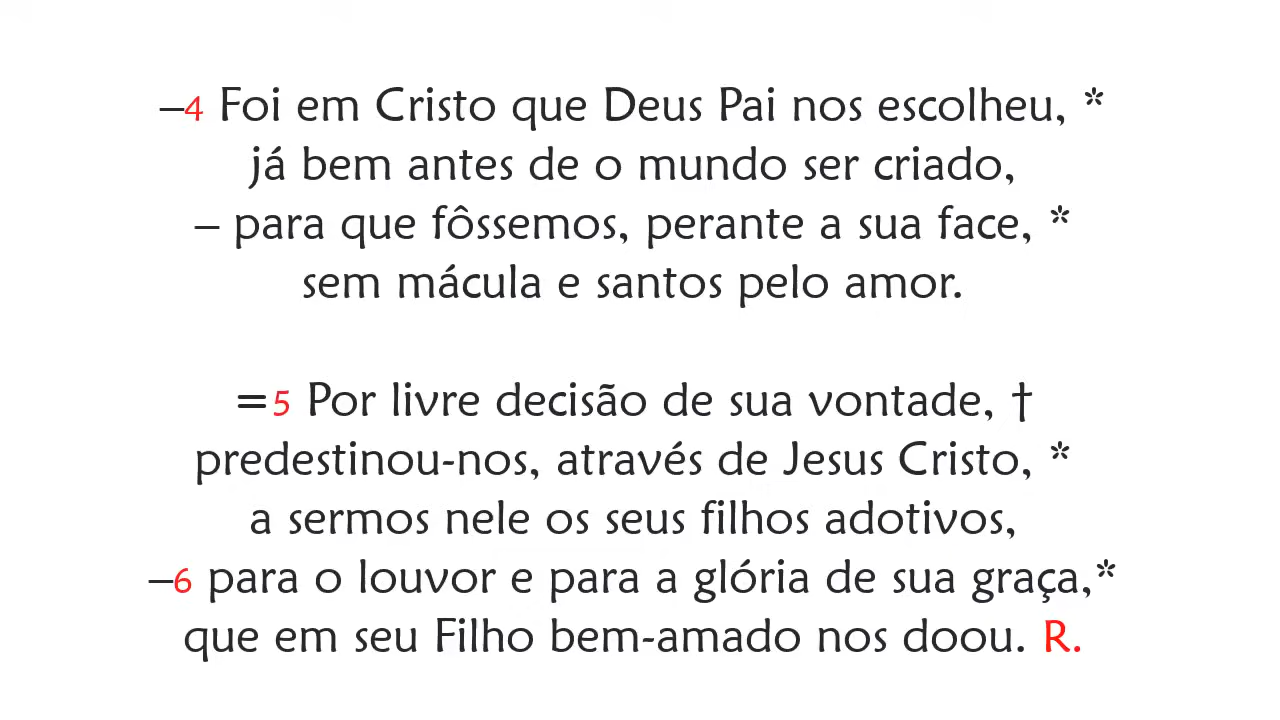 –4 Foi em Cristo que Deus Pai nos escolheu, *
já bem antes de o mundo ser criado,
– para que fôssemos, perante a sua face, *
sem mácula e santos pelo amor.
=5 Por livre decisão de sua vontade, †
predestinou-nos, através de Jesus Cristo, *
a sermos nele os seus filhos adotivos,
–6 para o louvor e para a glória de sua graça,*
que em seu Filho bem-amado nos doou. R.